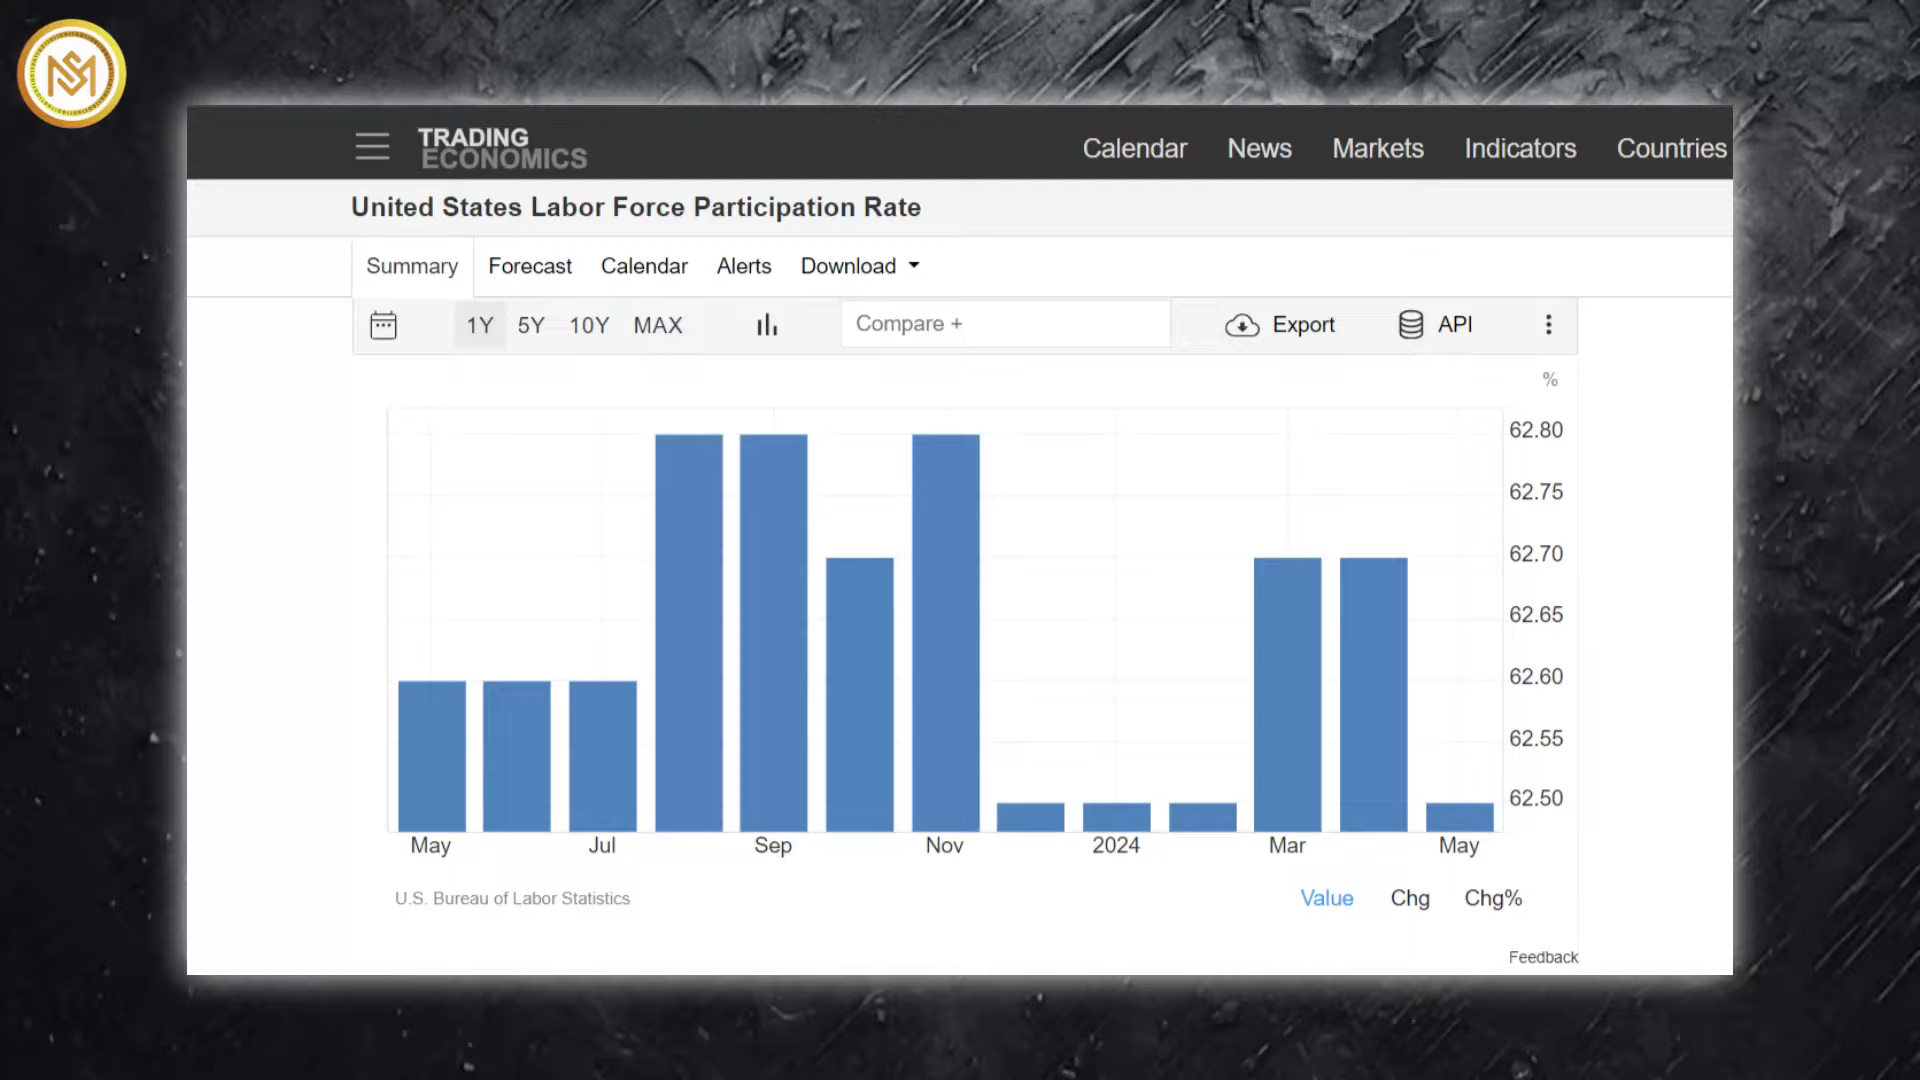 TRADING
ECONOMICS
Calendar News Markets Indicators Countries
United States Labor Force Participation Rate
Summary Forecast Calendar Alerts Download
1Y 5Y 10Y MAX Compare + Export API
%
62.80
62.75
62.70
62.65
62.60
62.55
62.50
May Jul Sep Nov 2024 Mar May
U.S. Bureau of Labor Statistics Value Chg Chg%
Feedback